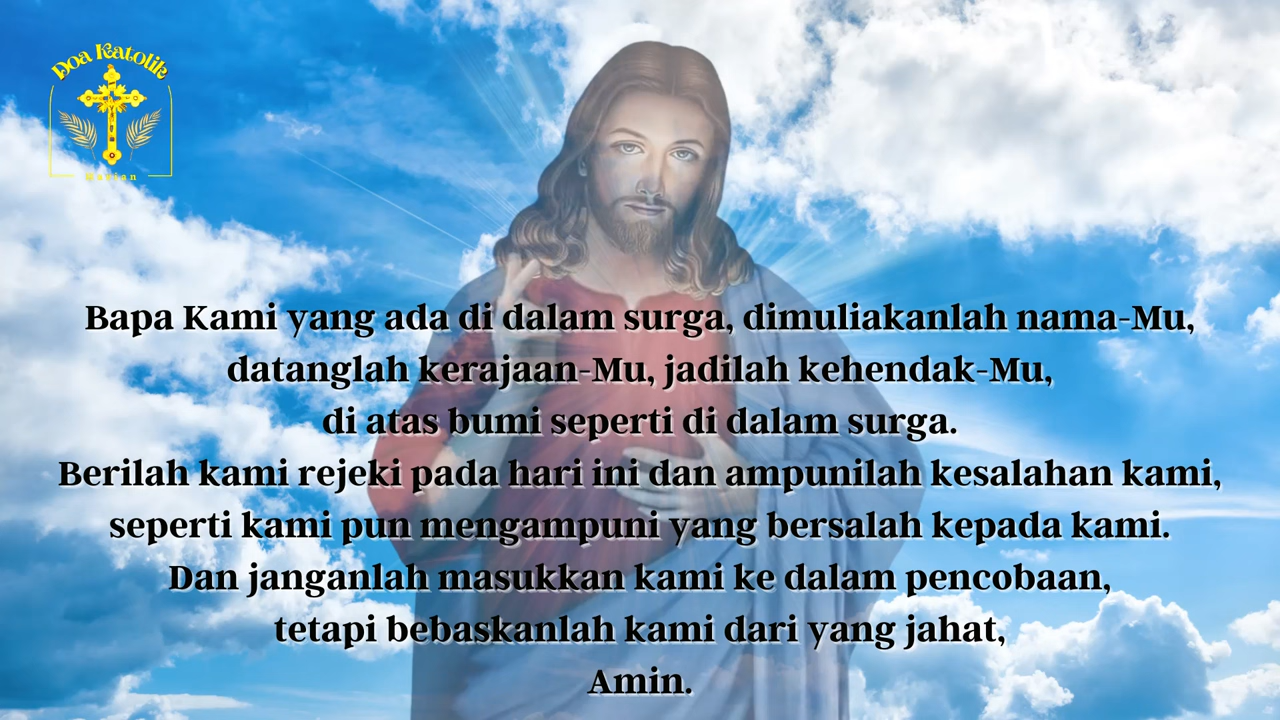 Doa Katolik
Harian
Bapa Kami yang ada di dalam surga, dimuliakanlah nama-Mu,
datanglah kerajaan-Mu, jadilah kehendak-Mu,
di atas bumi seperti di dalam surga.
Berilah kami rejeki pada hari ini dan ampunilah kesalahan kami,
seperti kami pun mengampuni yang bersalah kepada kami.
Dan janganlah masukkan kami ke dalam pencobaan,
tetapi bebaskanlah kami dari yang jahat,
Amin.